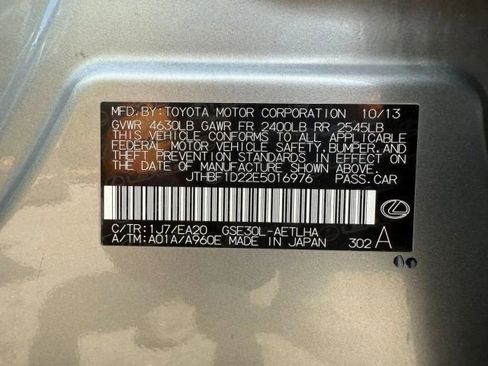 MFD.BY:TOYOTA MOTOR CORPORATION 10/13
GVWR 4630LB GAWR FR 2400LB RR 2545LB
THIS VEHICLE CONFORMS TO ALL APPLICABLE
FEDERAL MOTOR VEHICLE SAFETY, BUMPER, AND
THEFT PREVENTION STANDARDS IN EFFECT ON
THE DATE OF MANUFACTURE SHOWN ABOVE.
JTHBF1D22E5016976 PASS.CAR
C/TR:1J7/EA20 GSE30L-AETLHA
A/TM:A01A/A960E MADE IN JAPAN 302 A